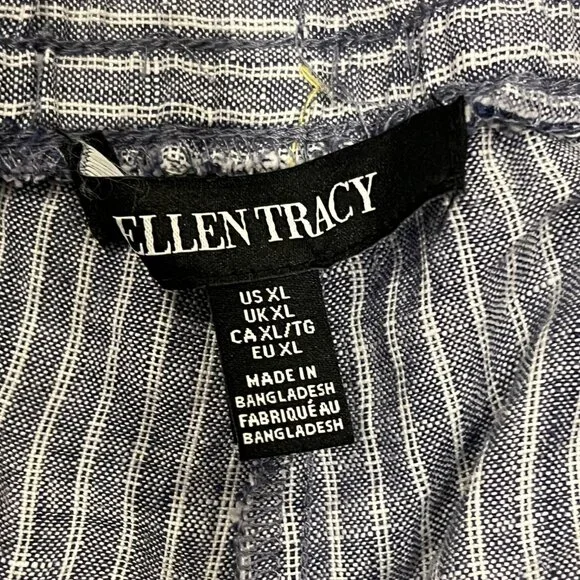 ELLEN TRACY
US XL
UK XL
CA XL/TG
EU XL
MADE IN
BANGLADESH
FABRIQUÉ AU
BANGLADESH